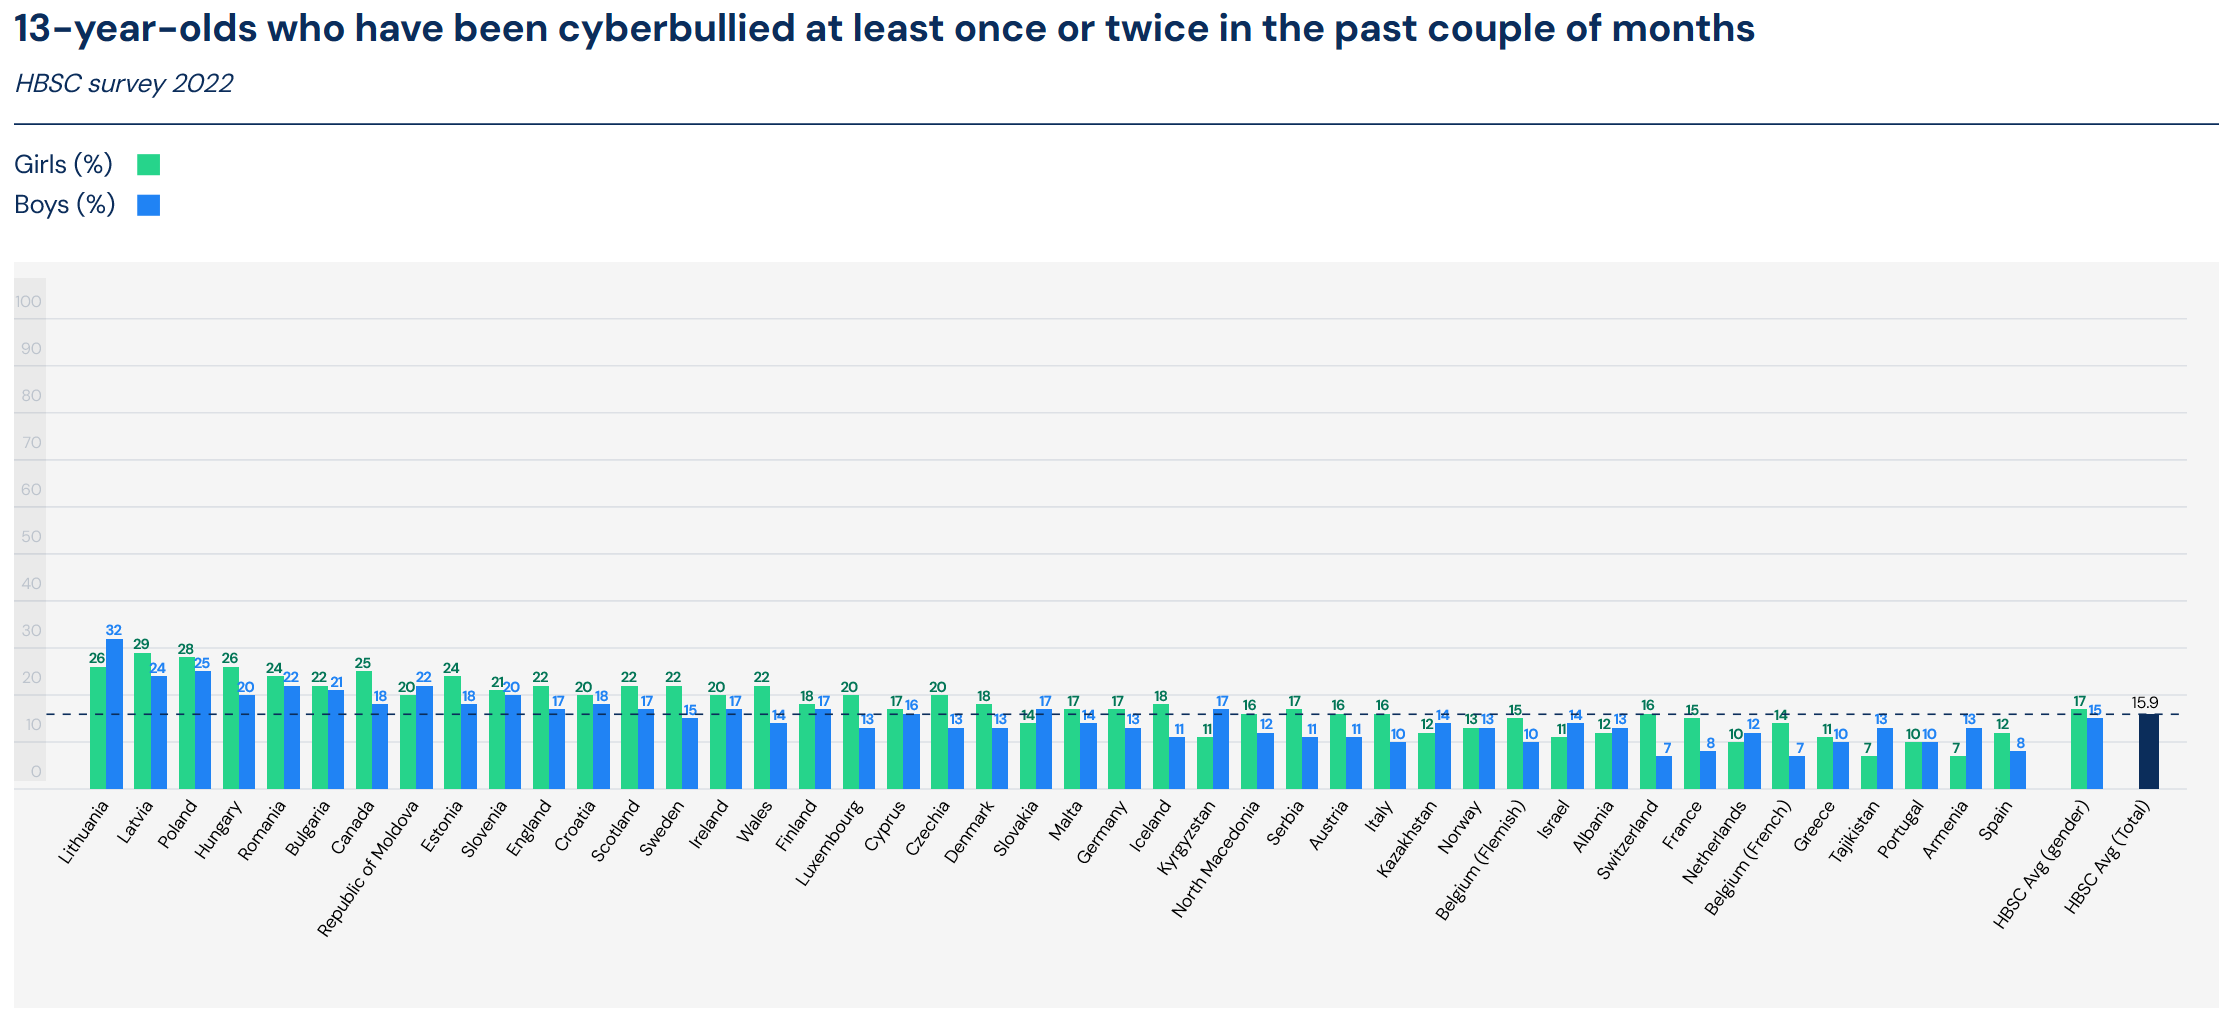 13-year-olds who have been cyberbullied at least once or twice in the past couple of months
HBSC survey 2022
Girls (%)
Boys (%)
100
90
80
70
60
50
40
30
20
10
0
26 32
29 24
28 25
26 20
24 22
22 21
25 18
20 22
24 18
21 20
22 17
20 18
22 17
22 15
20 17
22 14
18 17
20 13
17 16
20 13
18 13
14 17
17 14
17 13
18 11
11 17
16 12
17 11
16 11
16 10
12 14
13 13
15 10
11 14
12 13
16 7
15 8
10 12
14 7
11 10
7 13
10 10
7 13
12 8
17 15
15.9
Lithuania
Latvia
Poland
Hungary
Romania
Bulgaria
Canada
Republic of Moldova
Estonia
Slovenia
England
Croatia
Scotland
Sweden
Ireland
Wales
Finland
Luxembourg
Cyprus
Czechia
Denmark
Slovakia
Malta
Germany
Iceland
Kyrgyzstan
North Macedonia
Serbia
Austria
Italy
Kazakhstan
Norway
Belgium (Flemish)
Israel
Albania
Switzerland
France
Netherlands
Belgium (French)
Greece
Tajikistan
Portugal
Armenia
Spain
HBSC Avg (gender)
HBSC Avg (Total)